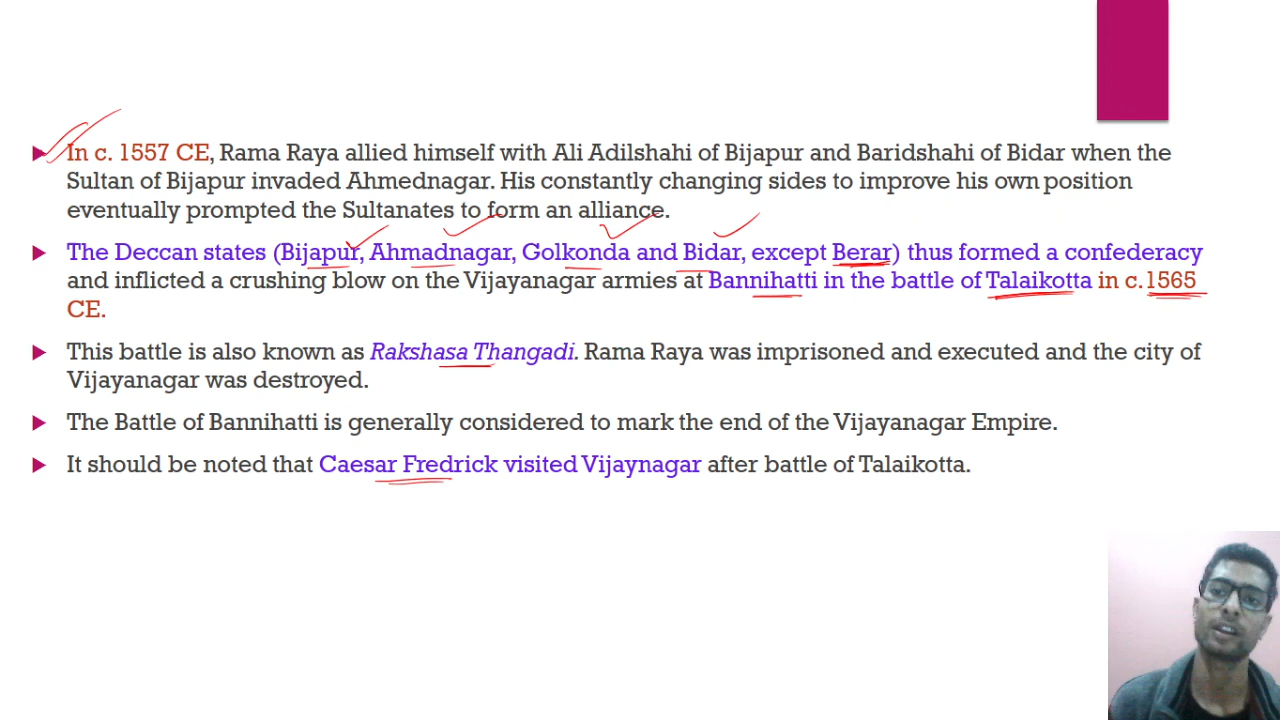 In c. 1557 CE, Rama Raya allied himself with Ali Adilshahi of Bijapur and Baridshahi of Bidar when the
Sultan of Bijapur invaded Ahmednagar. His constantly changing sides to improve his own position
eventually prompted the Sultanates to form an alliance.
The Deccan states (Bijapur, Ahmadnagar, Golkonda and Bidar, except Berar) thus formed a confederacy
and inflicted a crushing blow on the Vijayanagar armies at Bannihatti in the battle of Talaikotta in c.1565
CE.
This battle is also known as Rakshasa Thangadi. Rama Raya was imprisoned and executed and the city of
Vijayanagar was destroyed.
The Battle of Bannihatti is generally considered to mark the end of the Vijayanagar Empire.
It should be noted that Caesar Fredrick visited Vijaynagar after battle of Talaikotta.